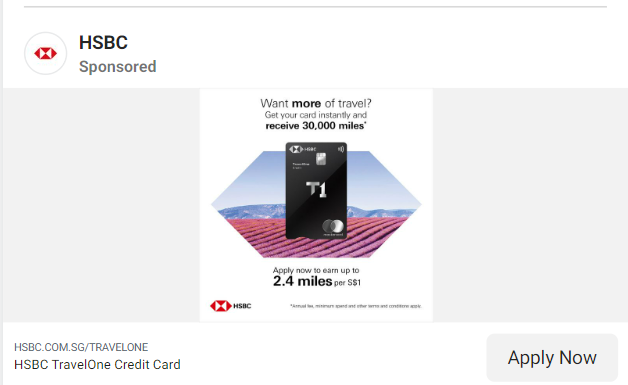 HSBC
Sponsored
Want more of travel?
Get your card instantly and
receive 30,000 miles*
HSBC
TravelOne
T1
mastercard
Apply now to earn up to
2.4 miles per S$1
HSBC
*Annual fee, minimum spend and other terms and conditions apply.
HSBC.COM.SG/TRAVELONE
HSBC TravelOne Credit Card
Apply Now